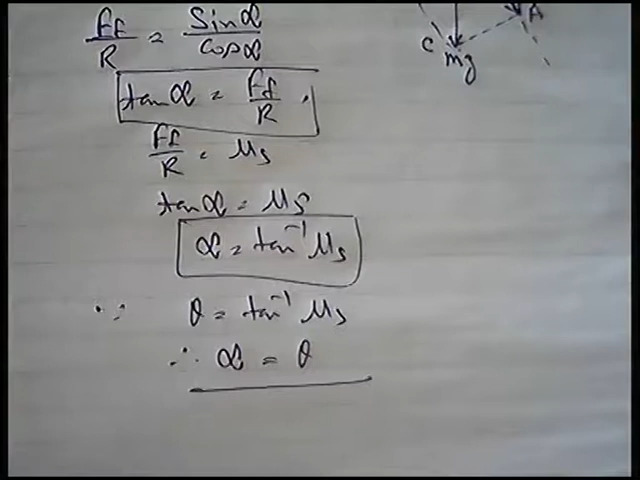 Ff/R = Sinα/Cosα
A
C
mg
tanα = Ff/R .
Ff/R = μs
tanα = μs
α = tan⁻¹ μs
∵ θ = tan⁻¹ μs
∴ α = θ